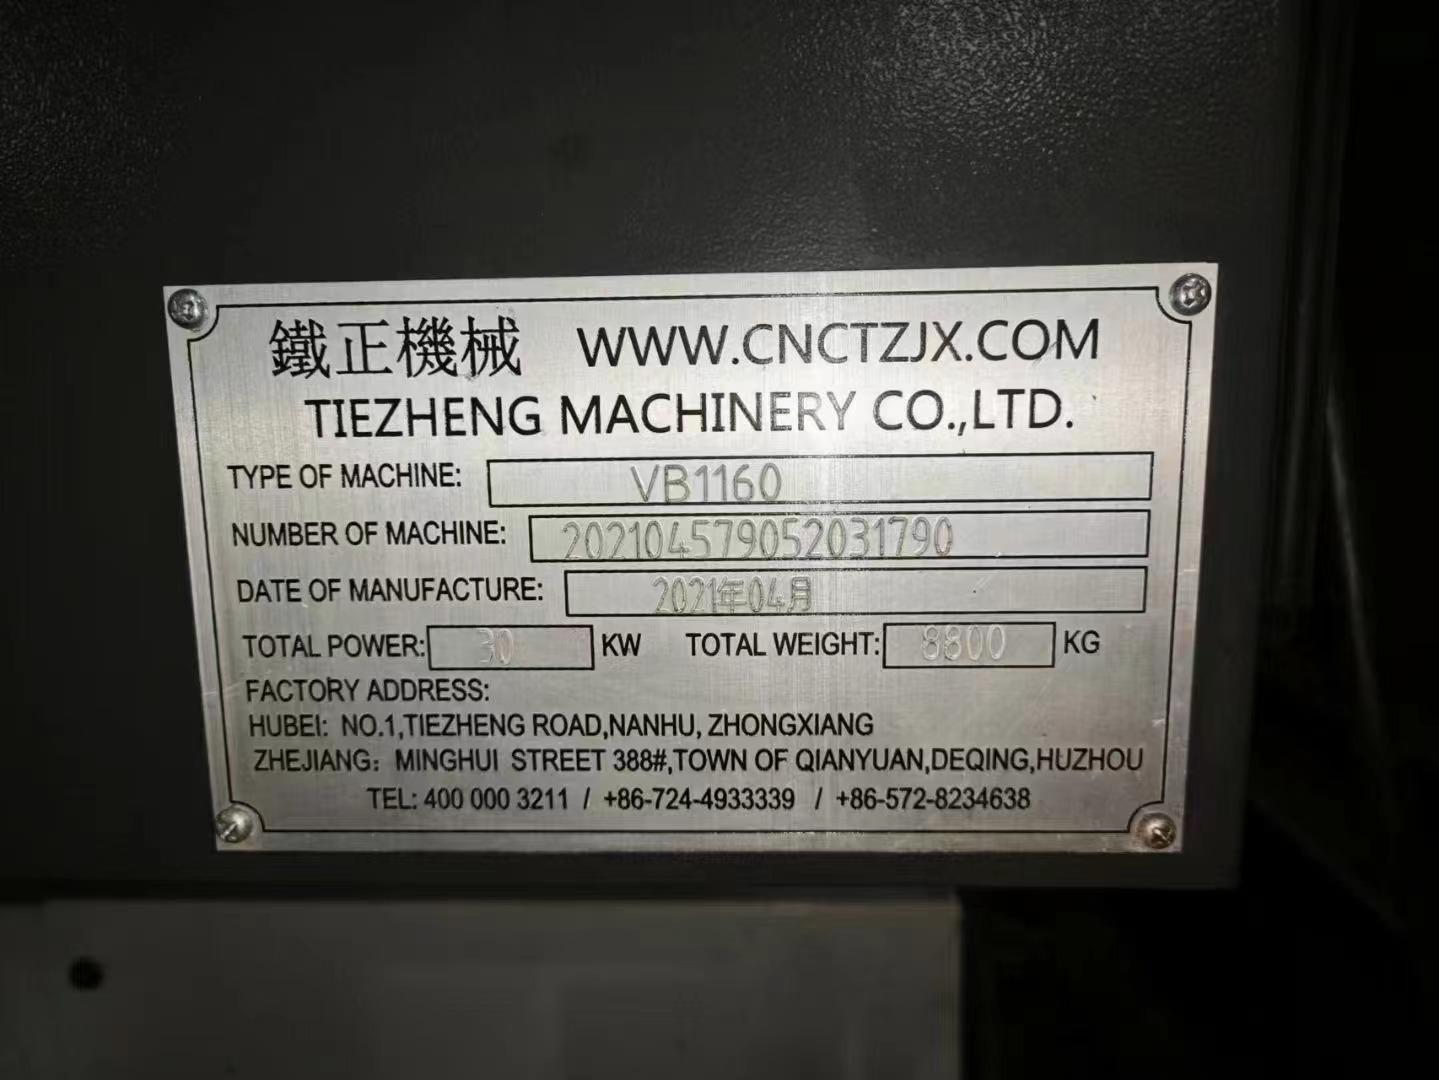 鐵正機械 WWW.CNCTZJX.COM
TIEZHENG MACHINERY CO.,LTD.
TYPE OF MACHINE: VB1160
NUMBER OF MACHINE: 202104579052031790
DATE OF MANUFACTURE: 2021年04月
TOTAL POWER: 30 KW TOTAL WEIGHT: 8800 KG
FACTORY ADDRESS:
HUBEI: NO.1,TIEZHENG ROAD,NANHU, ZHONGXIANG
ZHEJIANG: MINGHUI STREET 388#,TOWN OF QIANYUAN,DEQING,HUZHOU
TEL: 400 000 3211 / +86-724-4933339 / +86-572-8234638